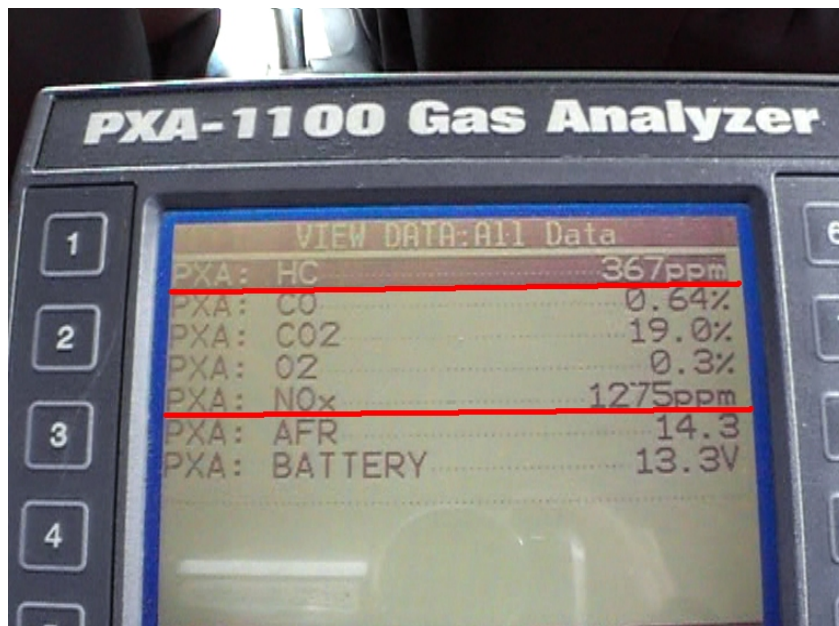 PXA-1100 Gas Analyzer
VIEW DATA:All Data
PXA: HC 367ppm
PXA: CO 0.64%
PXA: CO2 19.0%
PXA: O2 0.3%
PXA: NOx 1275ppm
PXA: AFR 14.3
PXA: BATTERY 13.3V
1
2
3
4
6